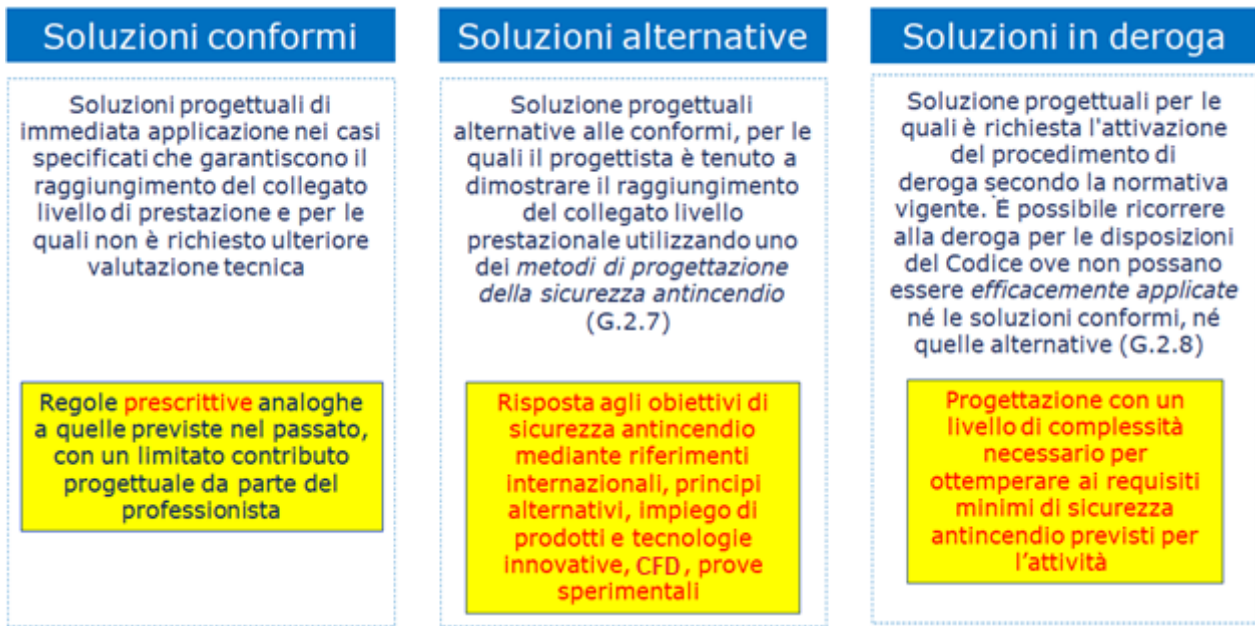 Soluzioni conformi
Soluzioni progettuali di
immediata applicazione nei casi
specificati che garantiscono il
raggiungimento del collegato
livello di prestazione e per le
quali non è richiesto ulteriore
valutazione tecnica
Regole prescrittive analoghe
a quelle previste nel passato,
con un limitato contributo
progettuale da parte del
professionista
Soluzioni alternative
Soluzione progettuali
alternative alle conformi, per le
quali il progettista è tenuto a
dimostrare il raggiungimento
del collegato livello
prestazionale utilizzando uno
dei metodi di progettazione
della sicurezza antincendio
(G.2.7)
Risposta agli obiettivi di
sicurezza antincendio
mediante riferimenti
internazionali, principi
alternativi, impiego di
prodotti e tecnologie
innovative, CFD, prove
sperimentali
Soluzioni in deroga
Soluzione progettuali per le
quali è richiesta l'attivazione
del procedimento di
deroga secondo la normativa
vigente. È possibile ricorrere
alla deroga per le disposizioni
del Codice ove non possano
essere efficacemente applicate
né le soluzioni conformi, né
quelle alternative (G.2.8)
Progettazione con un
livello di complessità
necessario per
ottemperare ai requisiti
minimi di sicurezza
antincendio previsti per
l'attività